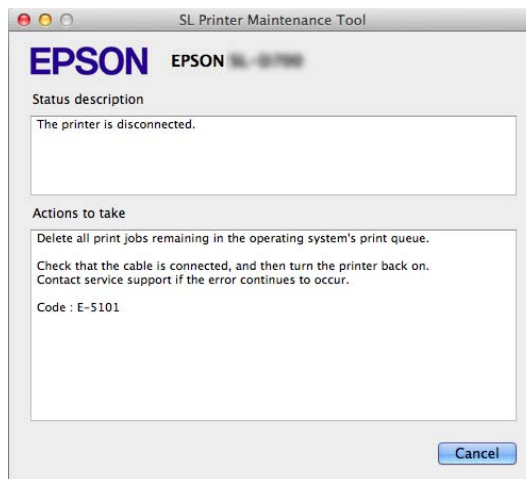 SL Printer Maintenance Tool
EPSON EPSON
Status description
The printer is disconnected.
Actions to take
Delete all print jobs remaining in the operating system's print queue.
Check that the cable is connected, and then turn the printer back on.
Contact service support if the error continues to occur.
Code : E-5101
Cancel